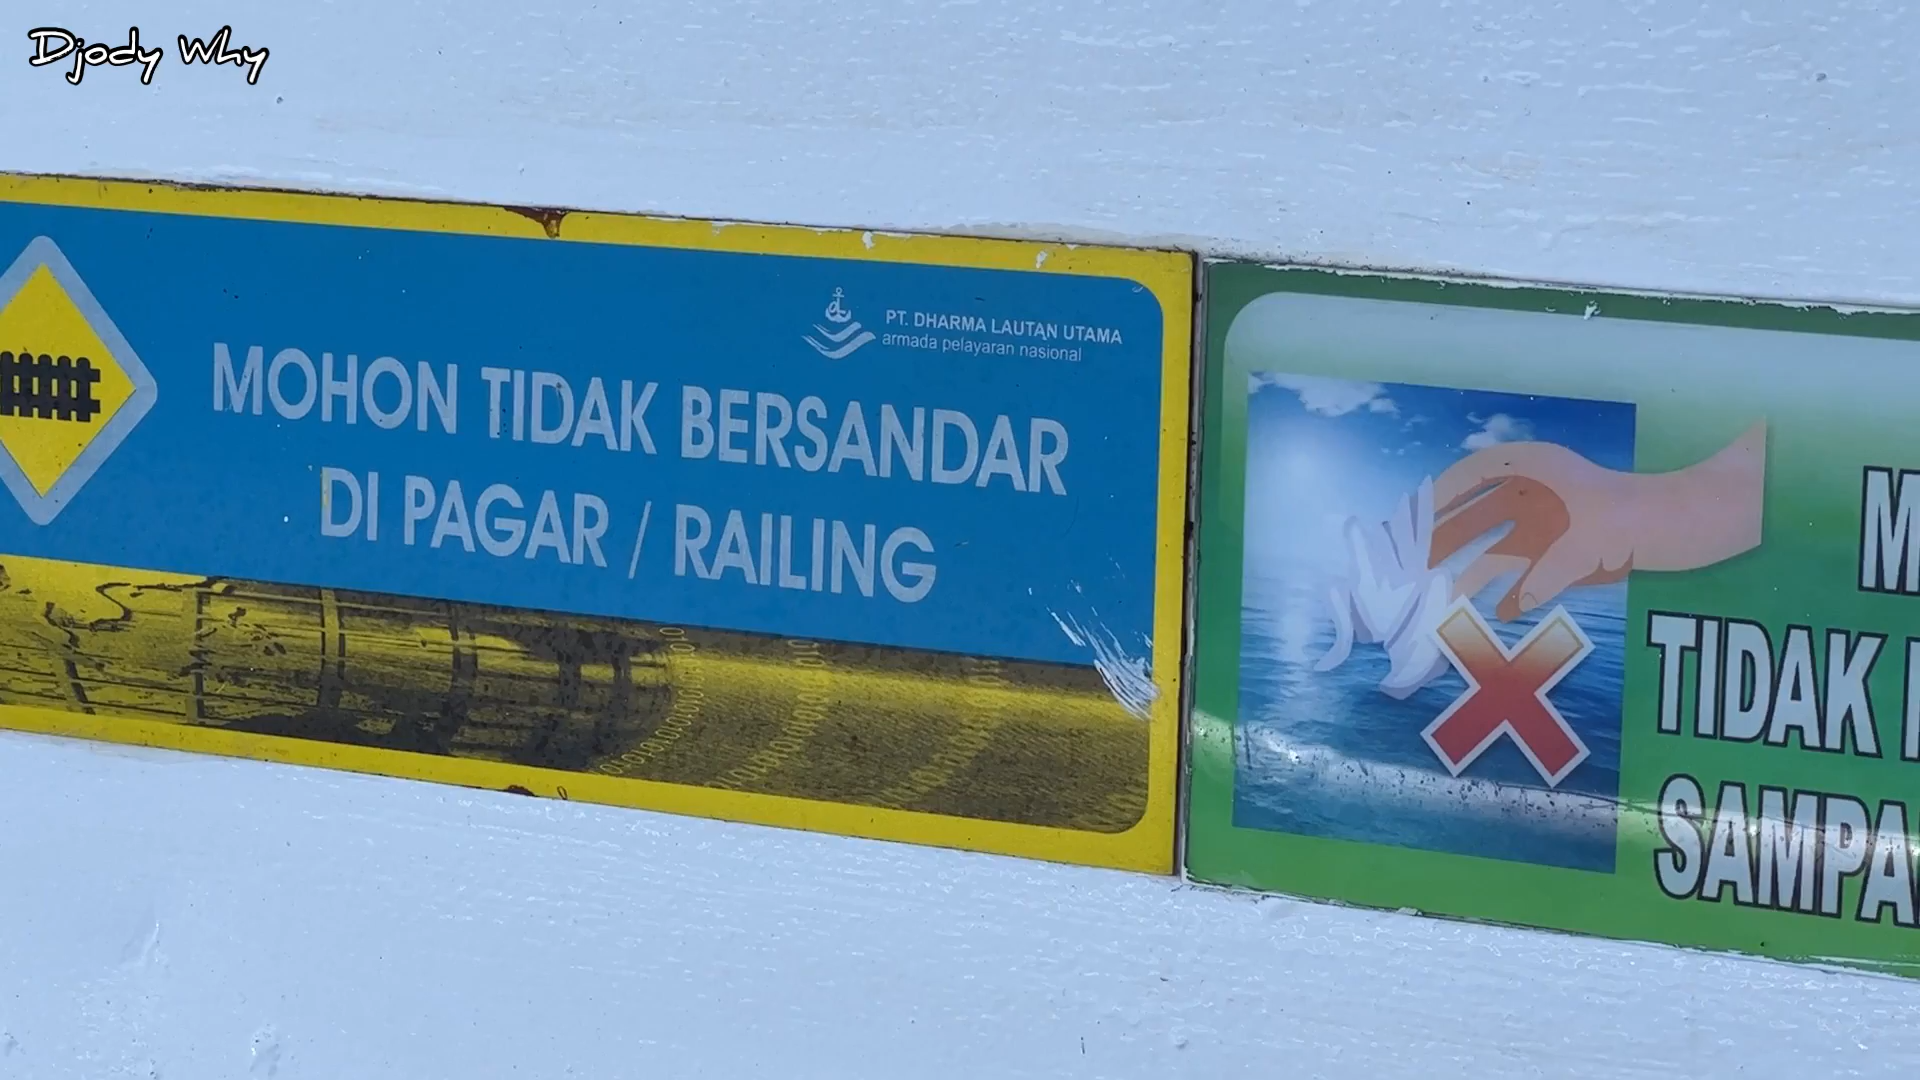 Djody Why
PT. DHARMA LAUTAN UTAMA
armada pelayaran nasional
MOHON TIDAK BERSANDAR
DI PAGAR / RAILING
TIDAK